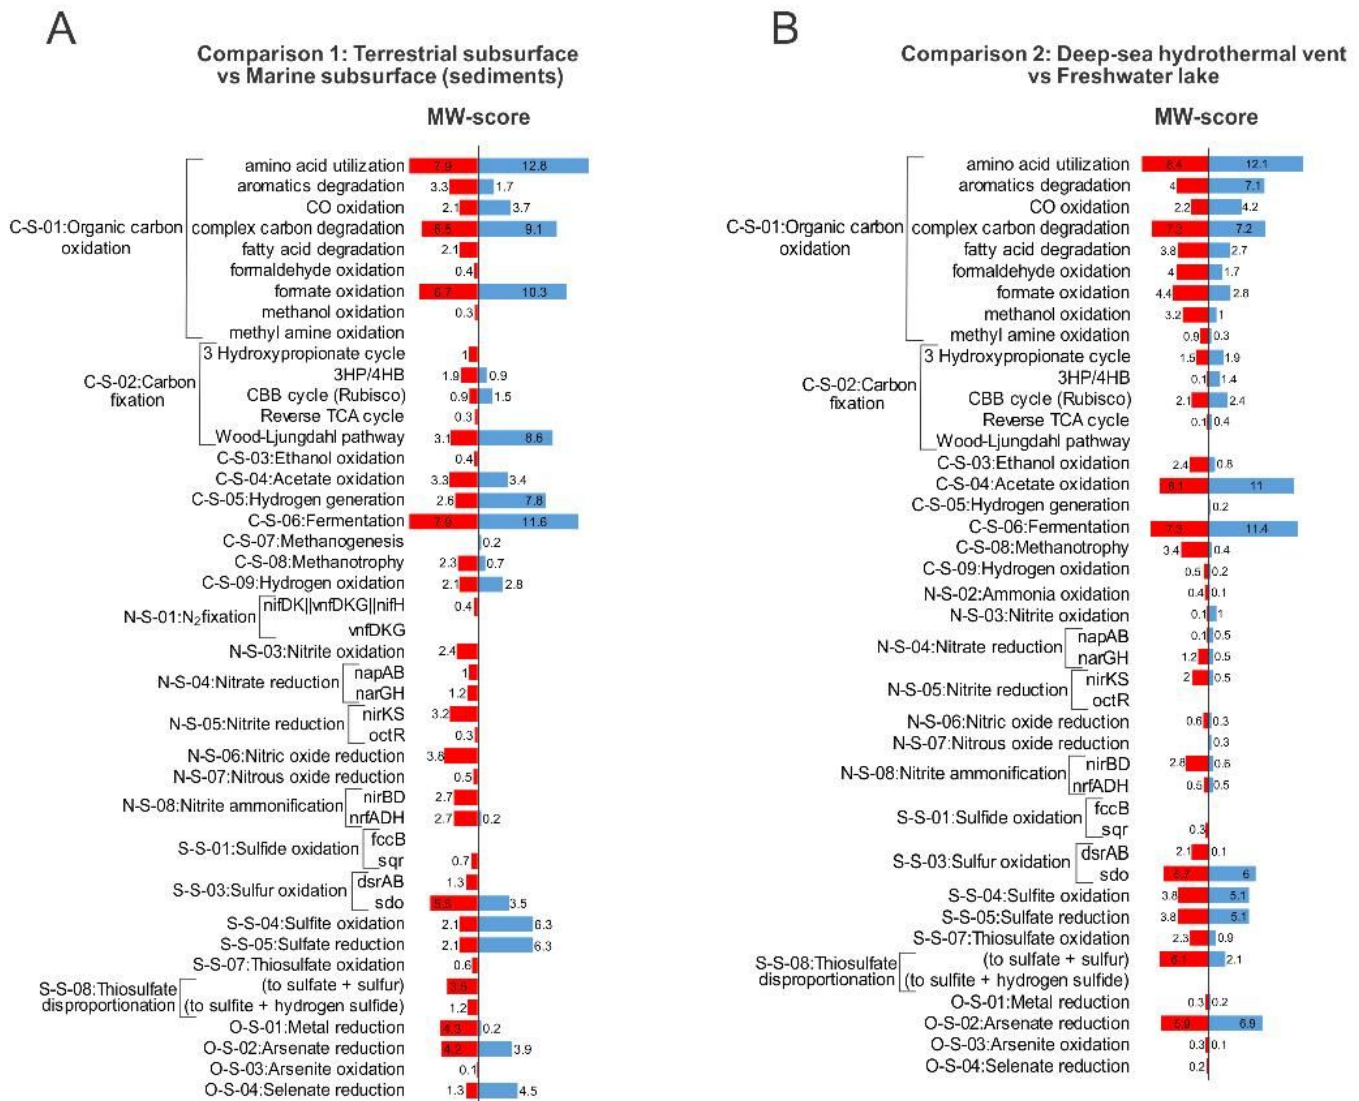 A
Comparison 1: Terrestrial subsurface
vs Marine subsurface (sediments)
MW-score
C-S-01:Organic carbon
oxidation
amino acid utilization 7.9 12.8
aromatics degradation 3.3 1.7
CO oxidation 2.1 3.7
complex carbon degradation 6.5 9.1
fatty acid degradation 2.1
formaldehyde oxidation 0.4
formate oxidation 6.7 10.3
methanol oxidation 0.3
methyl amine oxidation
C-S-02:Carbon
fixation
3 Hydroxypropionate cycle 1
3HP/4HB 1.9 0.9
CBB cycle (Rubisco) 0.9 1.5
Reverse TCA cycle 0.3
Wood-Ljungdahl pathway 3.1 8.6
C-S-03:Ethanol oxidation 0.4
C-S-04:Acetate oxidation 3.3 3.4
C-S-05:Hydrogen generation 2.6 7.8
C-S-06:Fermentation 7.9 11.6
C-S-07:Methanogenesis 0.2
C-S-08:Methanotrophy 2.3 0.7
C-S-09:Hydrogen oxidation 2.1 2.8
N-S-01:N₂fixation
nifDK||vnfDKG||nifH 0.4
vnfDKG
N-S-03:Nitrite oxidation 2.4
N-S-04:Nitrate reduction
napAB 1
narGH 1.2
N-S-05:Nitrite reduction
nirKS 3.2
octR 0.3
N-S-06:Nitric oxide reduction 3.8
N-S-07:Nitrous oxide reduction 0.5
N-S-08:Nitrite ammonification
nirBD 2.7
nrfADH 2.7 0.2
S-S-01:Sulfide oxidation
fccB
sqr 0.7
S-S-03:Sulfur oxidation
dsrAB 1.3
sdo 3.5
S-S-04:Sulfite oxidation 2.1 6.3
S-S-05:Sulfate reduction 2.1 6.3
S-S-07:Thiosulfate oxidation 0.6
S-S-08:Thiosulfate
disproportionation
(to sulfate + sulfur)
(to sulfite + hydrogen sulfide) 1.2
O-S-01:Metal reduction 4.3 0.2
O-S-02:Arsenate reduction 4.2 3.9
O-S-03:Arsenite oxidation 0.1
O-S-04:Selenate reduction 1.3 4.5
B
Comparison 2: Deep-sea hydrothermal vent
vs Freshwater lake
MW-score
C-S-01:Organic carbon
oxidation
amino acid utilization 8.4 12.1
aromatics degradation 4 7.1
CO oxidation 2.2 4.2
complex carbon degradation 7.2
fatty acid degradation 3.8 2.7
formaldehyde oxidation 4 1.7
formate oxidation 4.4 2.8
methanol oxidation 3.2 1
methyl amine oxidation 0.9 0.3
C-S-02:Carbon
fixation
3 Hydroxypropionate cycle 1.5 1.9
3HP/4HB 0.1 1.4
CBB cycle (Rubisco) 2.1 2.4
Reverse TCA cycle 0.1 0.4
Wood-Ljungdahl pathway
C-S-03:Ethanol oxidation 2.4 0.8
C-S-04:Acetate oxidation 6.1 11
C-S-05:Hydrogen generation 0.2
C-S-06:Fermentation 7.3 11.4
C-S-08:Methanotrophy 3.4 0.4
C-S-09:Hydrogen oxidation 0.5 0.2
N-S-02:Ammonia oxidation 0.4 0.1
N-S-03:Nitrite oxidation 0.1 1
N-S-04:Nitrate reduction
napAB 0.1 0.5
narGH 1.2 0.5
N-S-05:Nitrite reduction
nirKS 2 0.5
octR
N-S-06:Nitric oxide reduction 0.6 0.3
N-S-07:Nitrous oxide reduction 0.3
N-S-08:Nitrite ammonification
nirBD 2.8 0.6
nrfADH 0.5 0.5
S-S-01:Sulfide oxidation
fccB
sqr 0.3
S-S-03:Sulfur oxidation
dsrAB 2.1 0.1
sdo 6
S-S-04:Sulfite oxidation 3.8 5.1
S-S-05:Sulfate reduction 3.8 5.1
S-S-07:Thiosulfate oxidation 2.3 0.9
S-S-08:Thiosulfate
disproportionation
(to sulfate + sulfur) 6.1 2.1
(to sulfite + hydrogen sulfide)
O-S-01:Metal reduction 0.3 0.2
O-S-02:Arsenate reduction 5.9 6.9
O-S-03:Arsenite oxidation 0.3 0.1
O-S-04:Selenate reduction 0.2